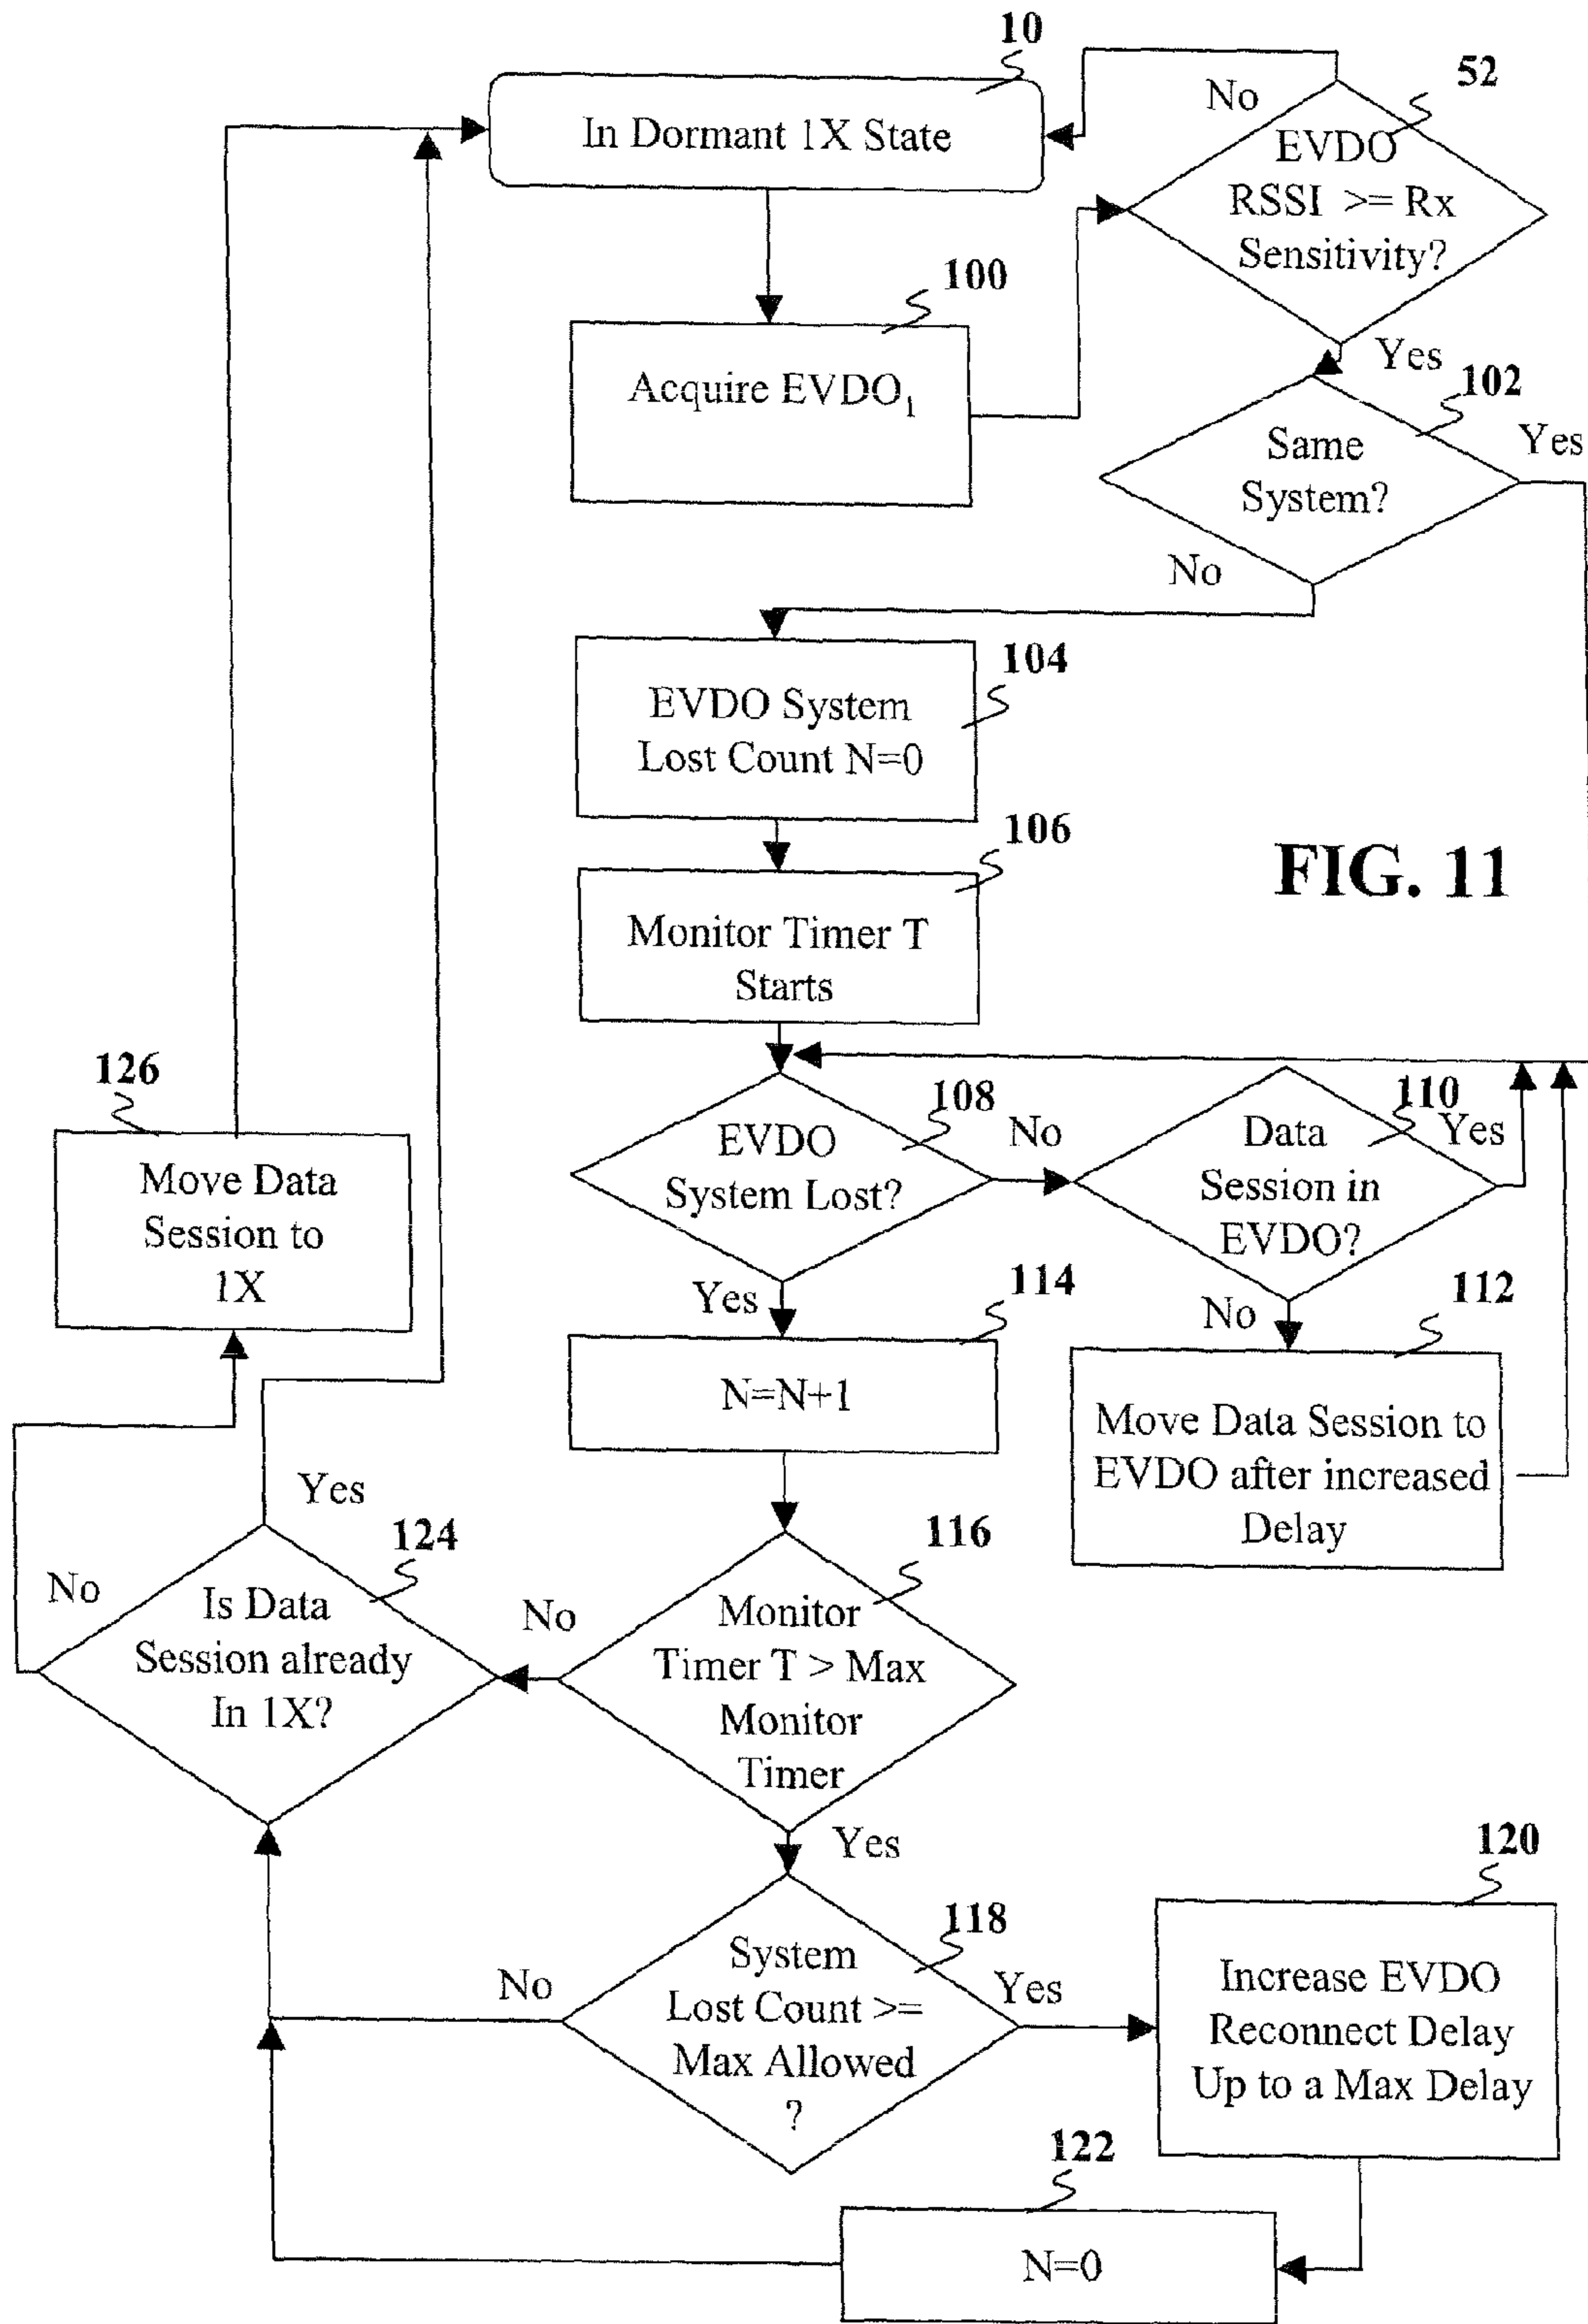 10
In Dormant 1X State
No
52
EVDO
RSSI >= Rx
Sensitivity?
Yes
100
Acquire EVDO₁
102
Same
System?
Yes
No
104
EVDO System
Lost Count N=0
106
Monitor Timer T
Starts
FIG. 11
126
Move Data
Session to
1X
108
EVDO
System Lost?
No
110
Data
Session in
EVDO?
Yes
Yes
114
No
112
N=N+1
Move Data Session to
EVDO after increased
Delay
Yes
124
No
Is Data
Session already
In 1X?
No
116
Monitor
Timer T > Max
Monitor
Timer
Yes
118
System
Lost Count >=
Max Allowed
?
No
Yes
120
Increase EVDO
Reconnect Delay
Up to a Max Delay
122
N=0